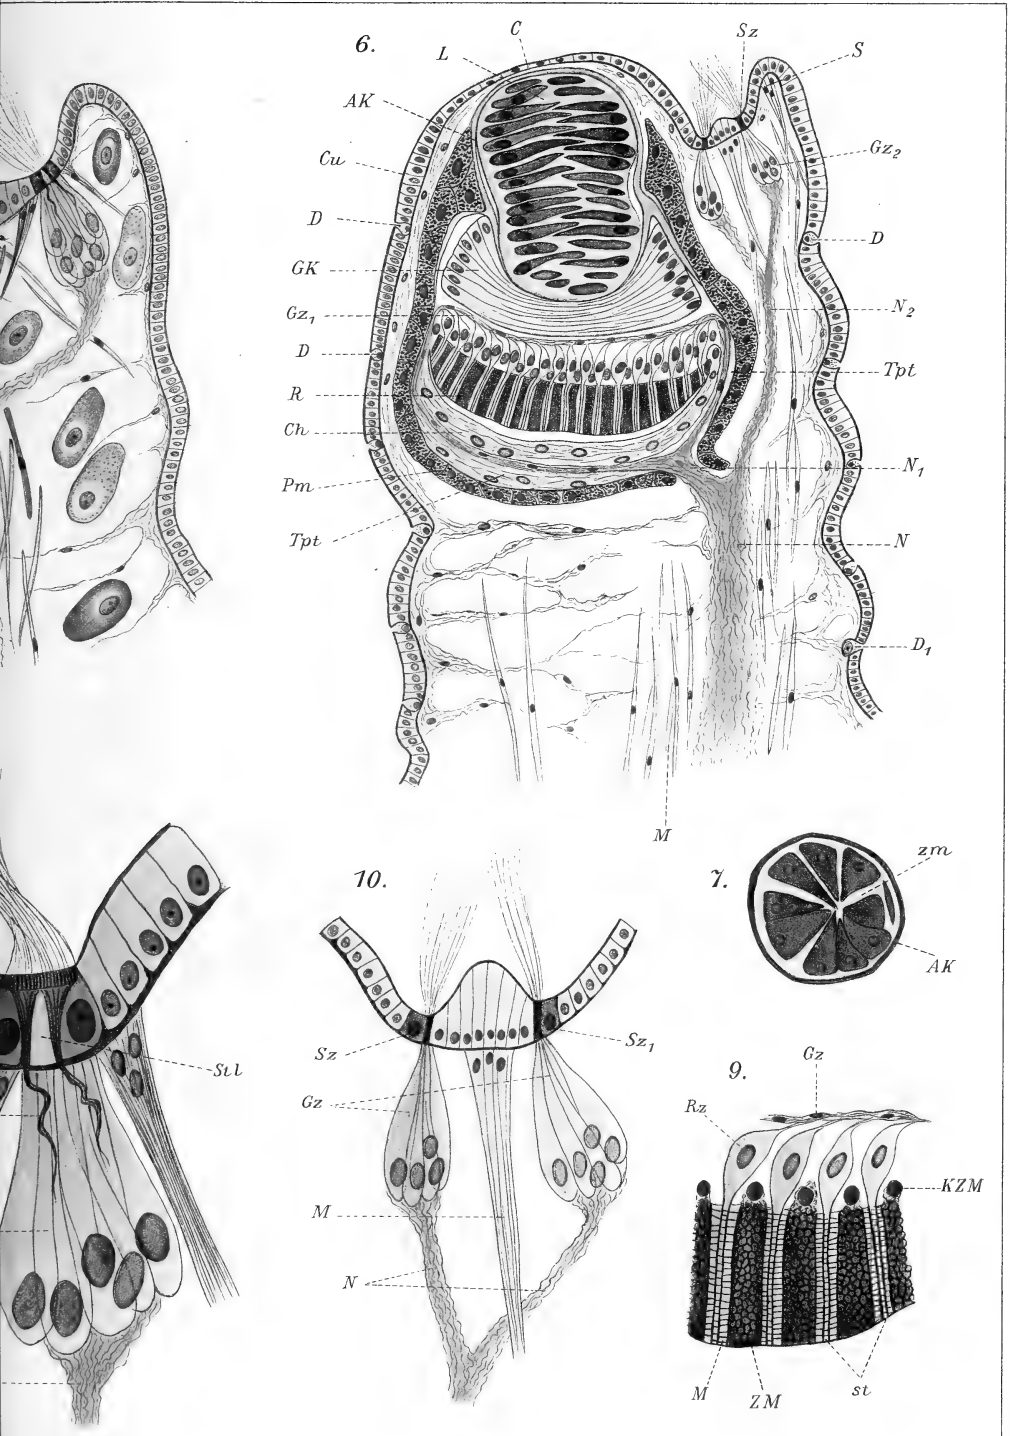 6.
C
L
AK
Cu
D
GK
Gz1
D
R
Ch
Pm
Tpt
Sz
S
Gz2
D
N2
Tpt
N1
N
D1
M
7.
zm
AK
Stl
10.
Sz
Sz1
Gz
M
N
9.
Gz
Rz
KZM
M
ZM
st